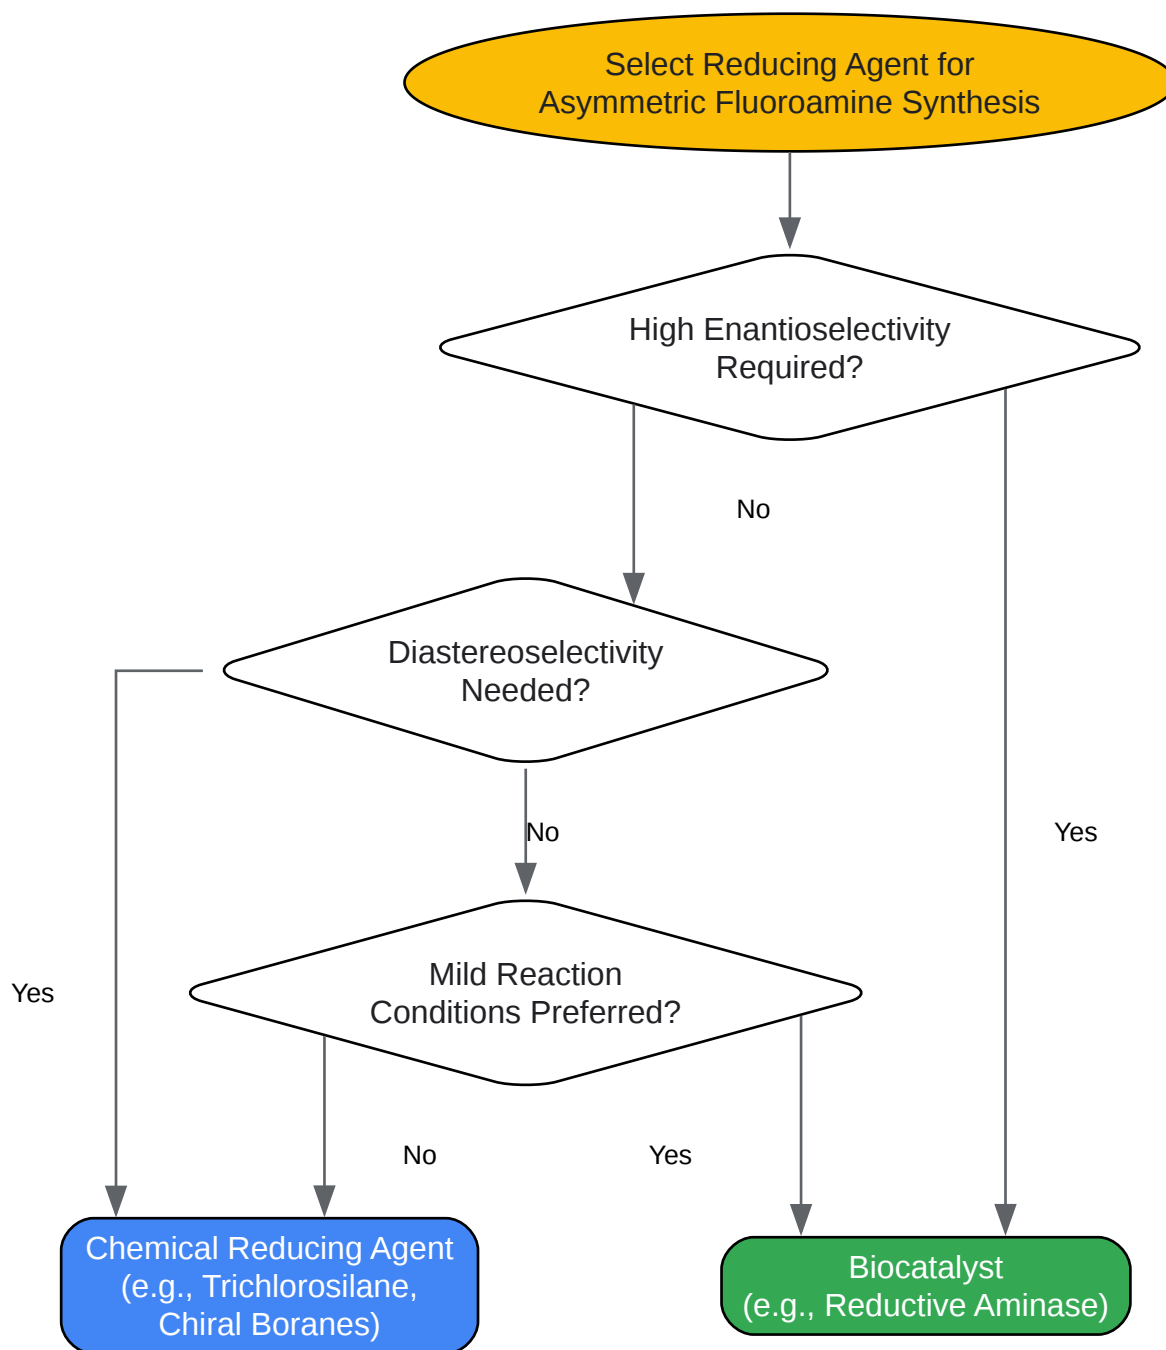 Select Reducing Agent for
Asymmetric Fluoroamine Synthesis
High Enantioselectivity
Required?
No
Diastereoselectivity
Needed?
No
Yes
Mild Reaction
Conditions Preferred?
Yes
No
Yes
Chemical Reducing Agent
(e.g., Trichlorosilane,
Chiral Boranes)
Biocatalyst
(e.g., Reductive Aminase)